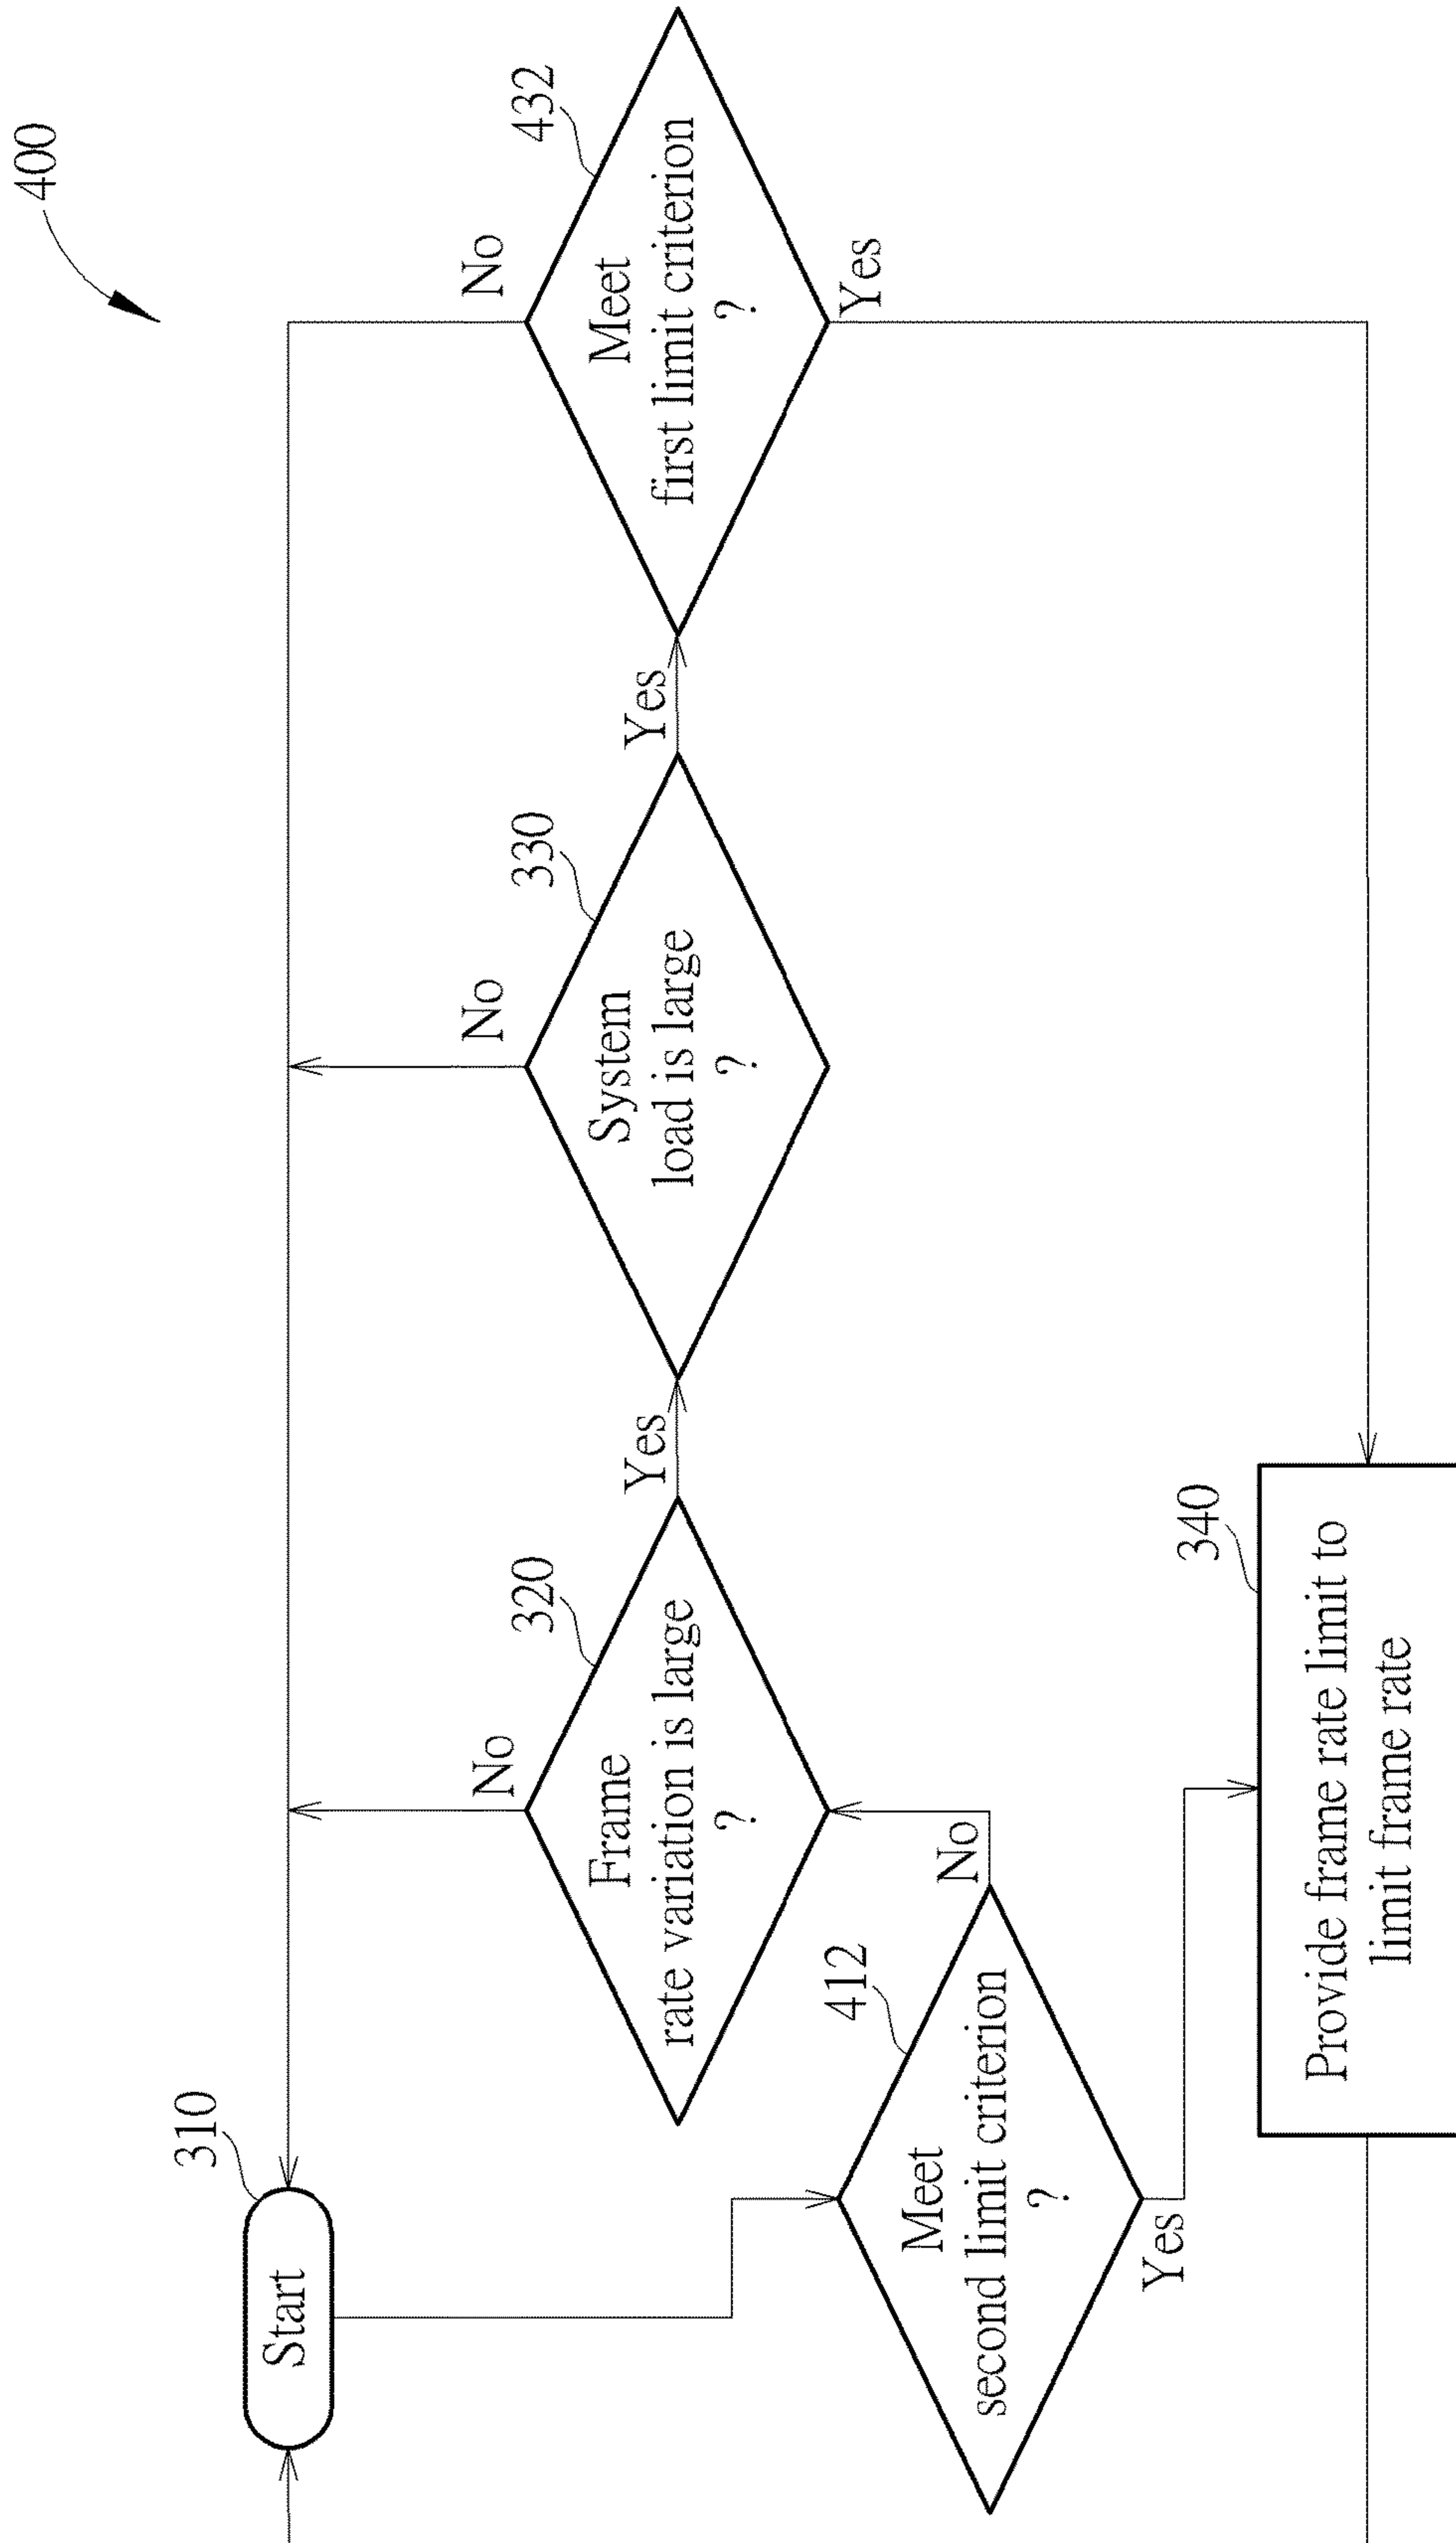 400
310
Start
412
Meet
second limit criterion
?
Yes
No
320
Frame
rate variation is large
?
No
Yes
330
System
load is large
?
No
Yes
432
Meet
first limit criterion
?
No
Yes
340
Provide frame rate limit to
limit frame rate